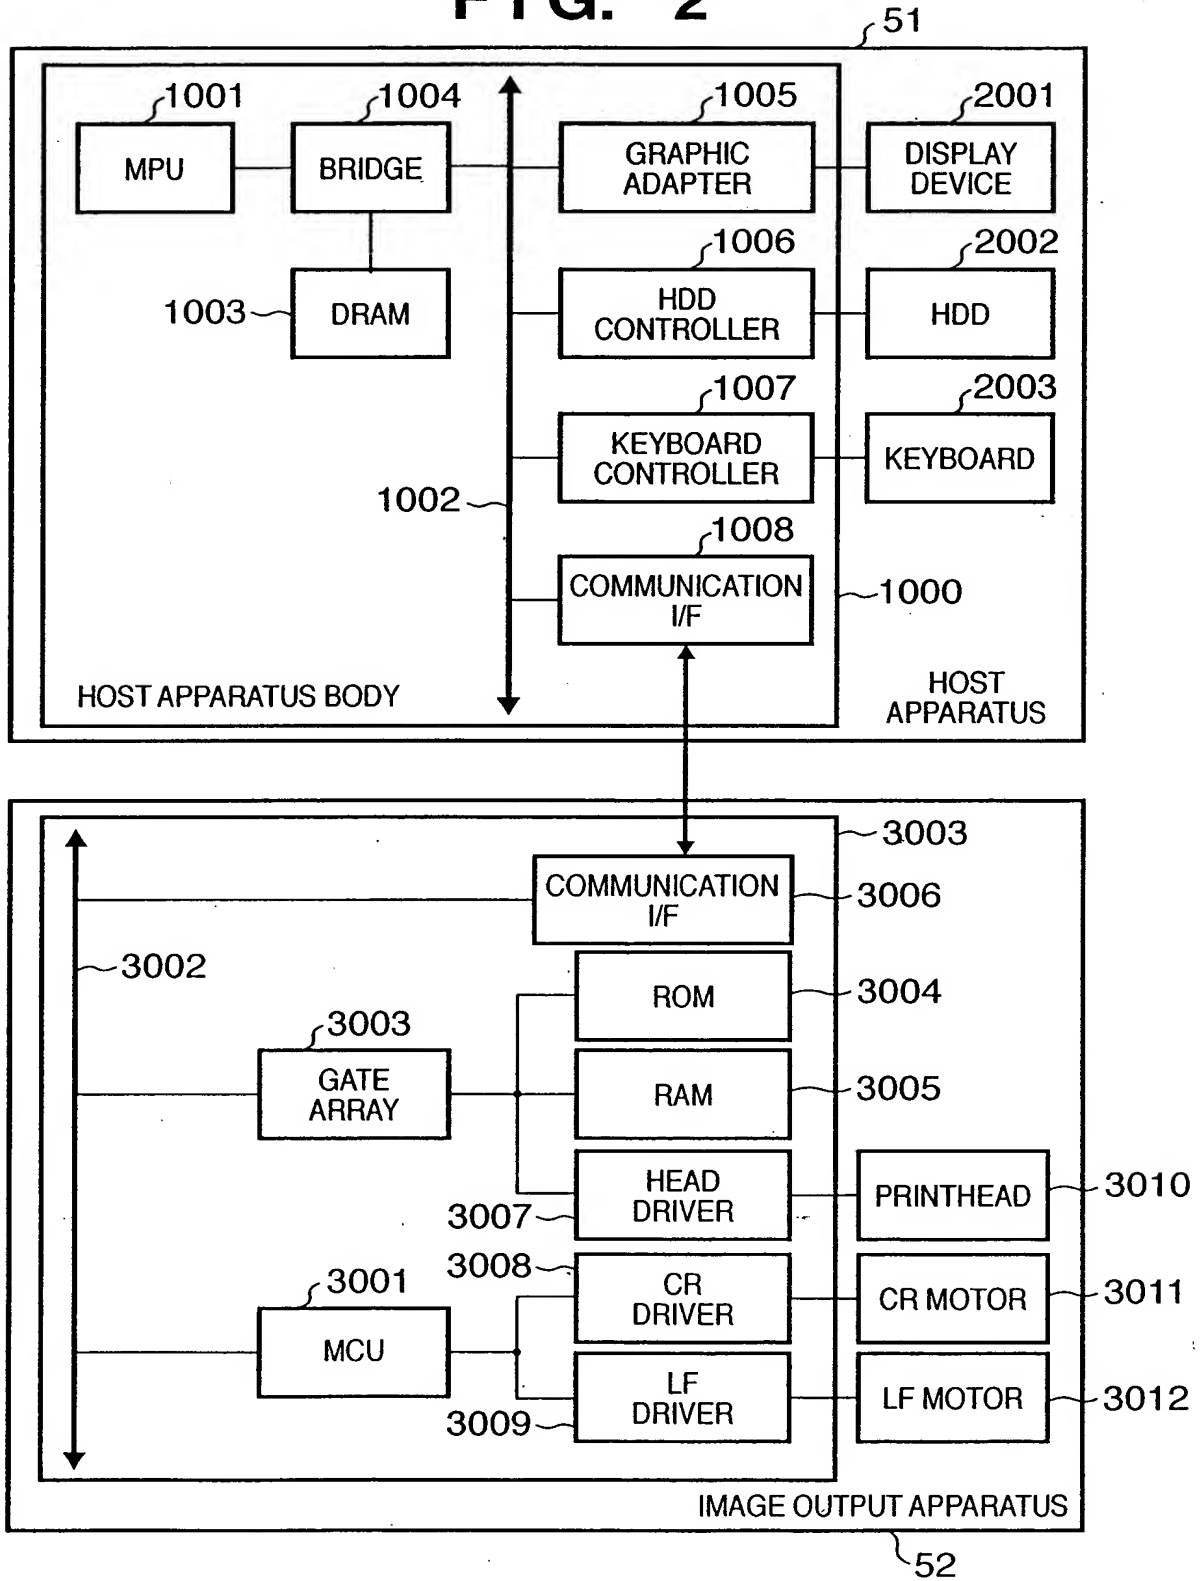 FIG. 2
51
1001
1004
1005
2001
MPU
BRIDGE
GRAPHIC
ADAPTER
DISPLAY
DEVICE
1006
2002
1003
DRAM
HDD
CONTROLLER
HDD
1007
2003
KEYBOARD
CONTROLLER
KEYBOARD
1002
1008
COMMUNICATION
I/F
1000
HOST APPARATUS BODY
HOST
APPARATUS
3003
COMMUNICATION
I/F
3006
3002
ROM
3004
3003
GATE
ARRAY
RAM
3005
HEAD
DRIVER
3007
PRINTHEAD
3010
3008
CR
DRIVER
CR MOTOR
3011
3001
MCU
LF
DRIVER
3009
LF MOTOR
3012
IMAGE OUTPUT APPARATUS
52